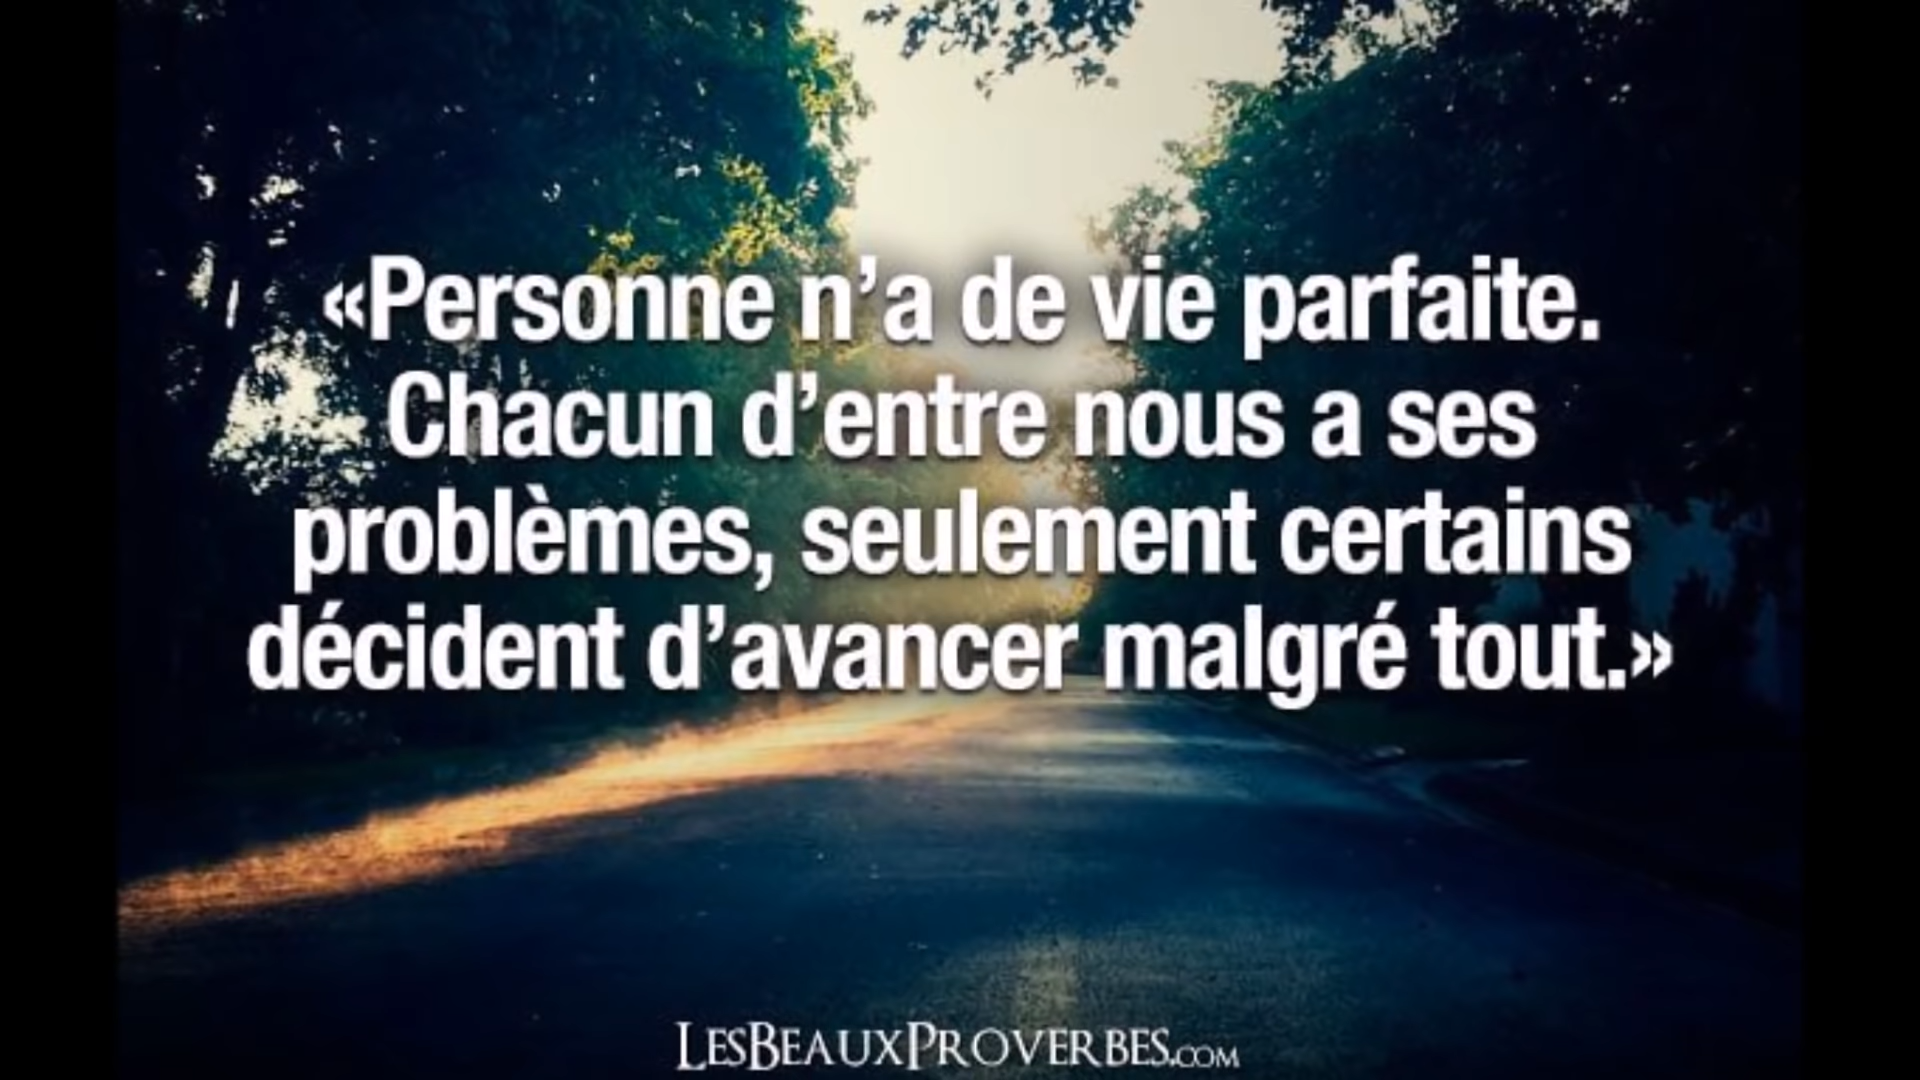 «Personne n’a de vie parfaite.
Chacun d’entre nous a ses
problèmes, seulement certains
décident d’avancer malgré tout.»
LesBeauxProverbes.com